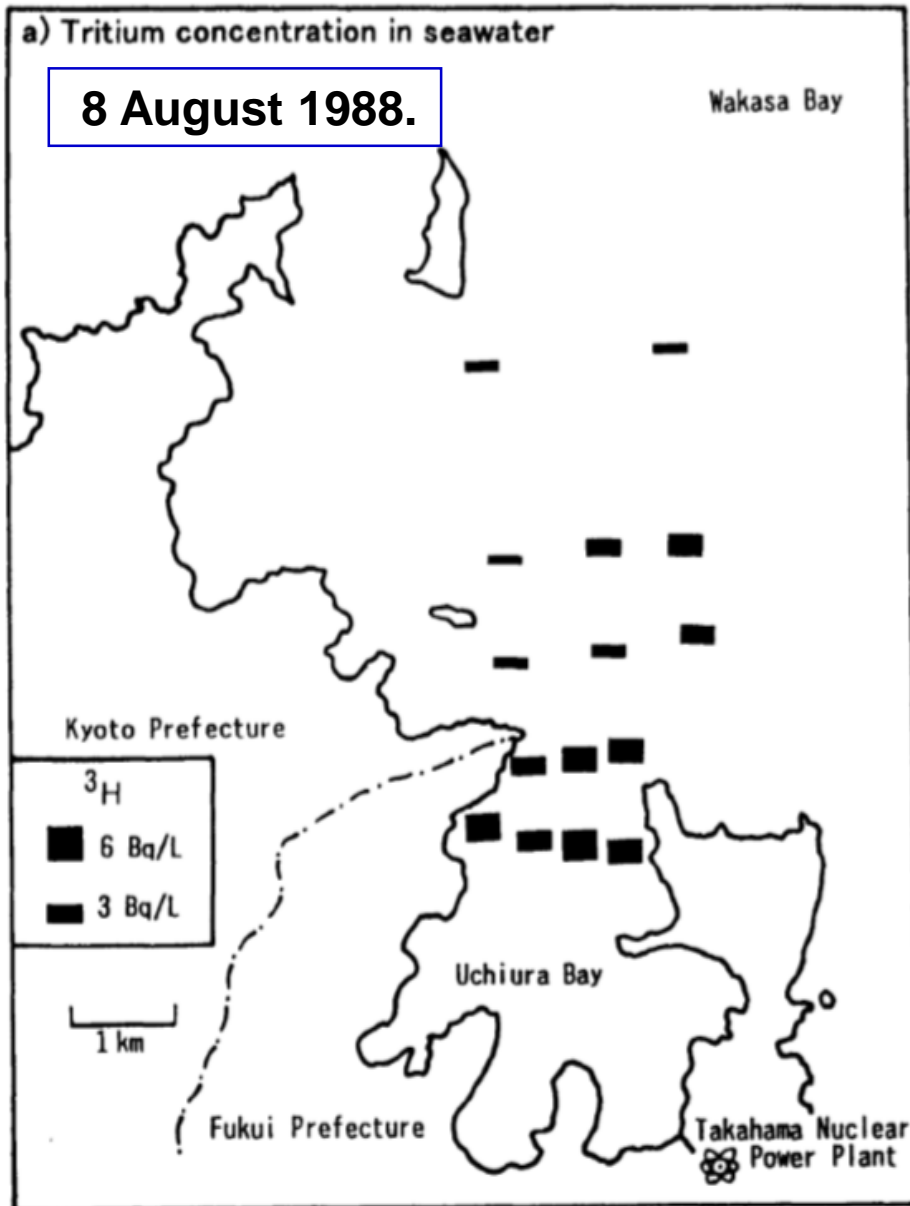 a) Tritium concentration in seawater
8 August 1988.
Wakasa Bay
Kyoto Prefecture
³H
6 Bq/L
3 Bq/L
Uchiura Bay
1 km
Fukui Prefecture
Takahama Nuclear
Power Plant